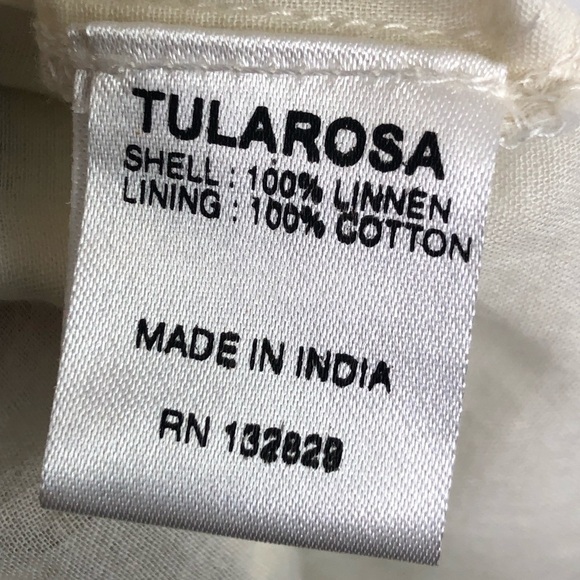 TULAROSA
SHELL : 100% LINNEN
LINING : 100% COTTON
MADE IN INDIA
RN 132829